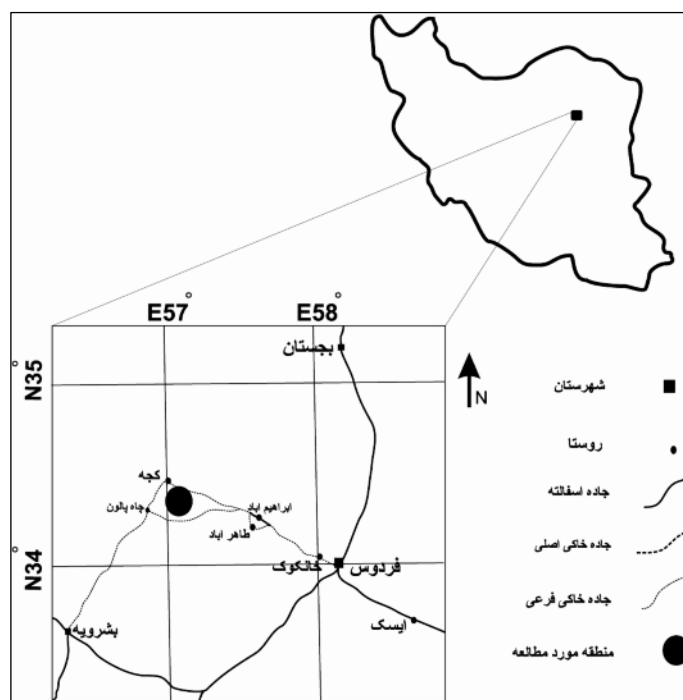 E57° E58°
N35°
N34°
بجستان
کجه
چاه پالون
ابراهیم اباد
طاهر اباد
خانکوک
فردوس
بشرویه
ایسک
N
شهرستان
روستا
جاده اسفالته
جاده خاکی اصلی
جاده خاکی فرعی
منطقه مورد مطالعه